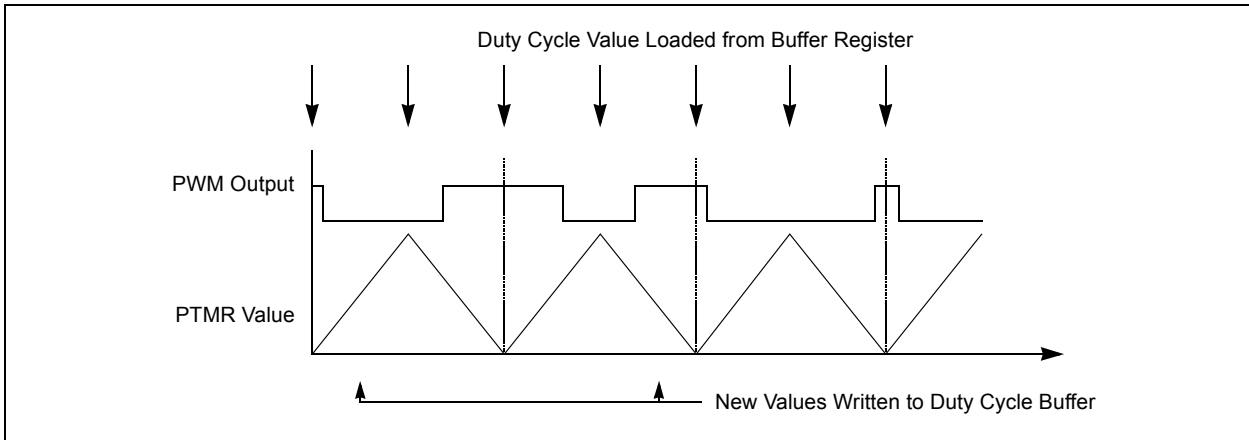 Duty Cycle Value Loaded from Buffer Register
PWM Output
PTMR Value
New Values Written to Duty Cycle Buffer